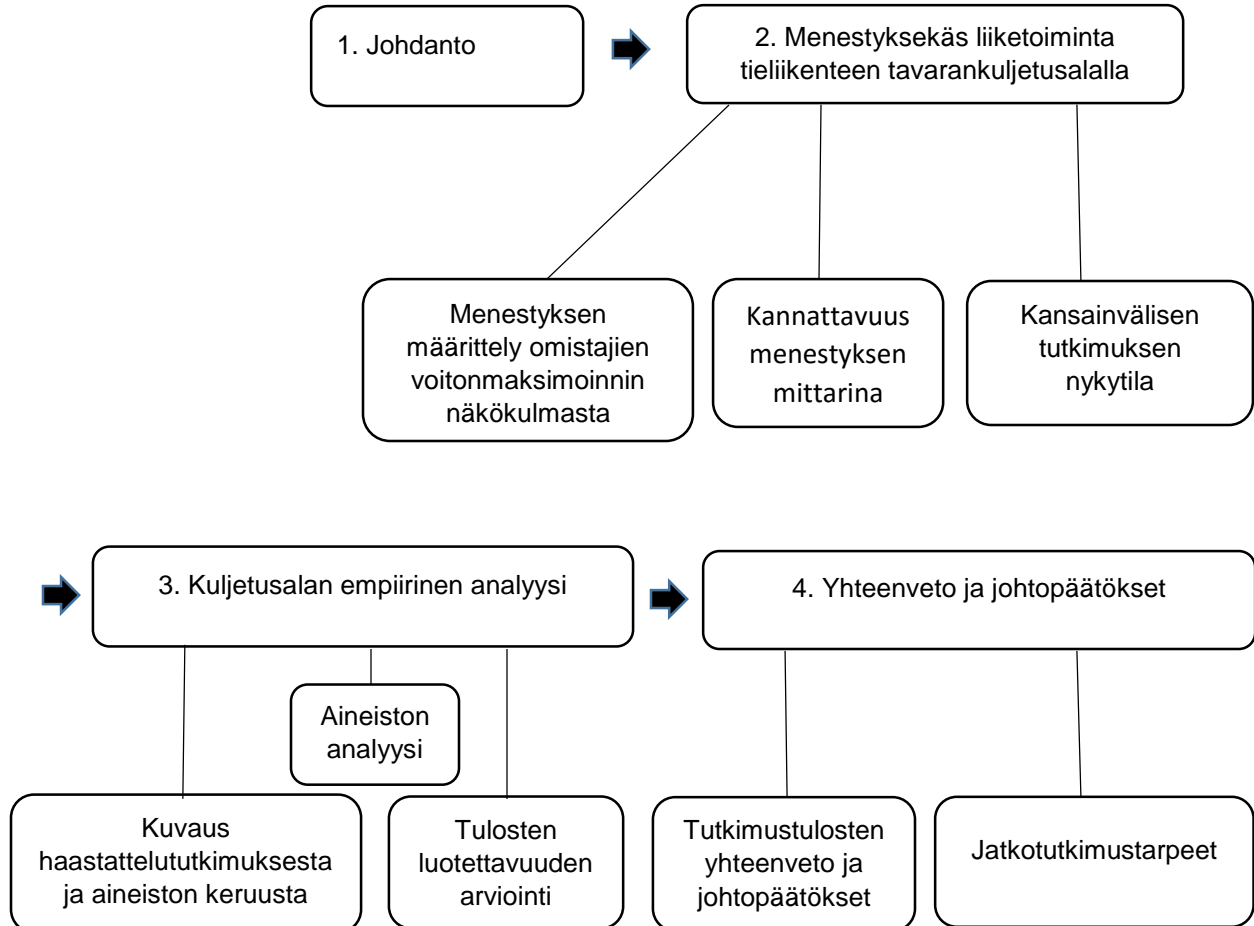 1. Johdanto
2. Menestyksekäs liiketoiminta
tieliikenteen tavarankuljetusalalla
Menestyksen
määrittely omistajien
voitonmaksimoinnin
näkökulmasta
Kannattavuus
menestyksen
mittarina
Kansainvälisen
tutkimuksen
nykytila
3. Kuljetusalan empiirinen analyysi
4. Yhteenveto ja johtopäätökset
Aineiston
analyysi
Kuvaus
haastattelututkimuksesta
ja aineiston keruusta
Tulosten
luotettavuuden
arviointi
Tutkimustulosten
yhteenveto ja
johtopäätökset
Jatkotutkimustarpeet